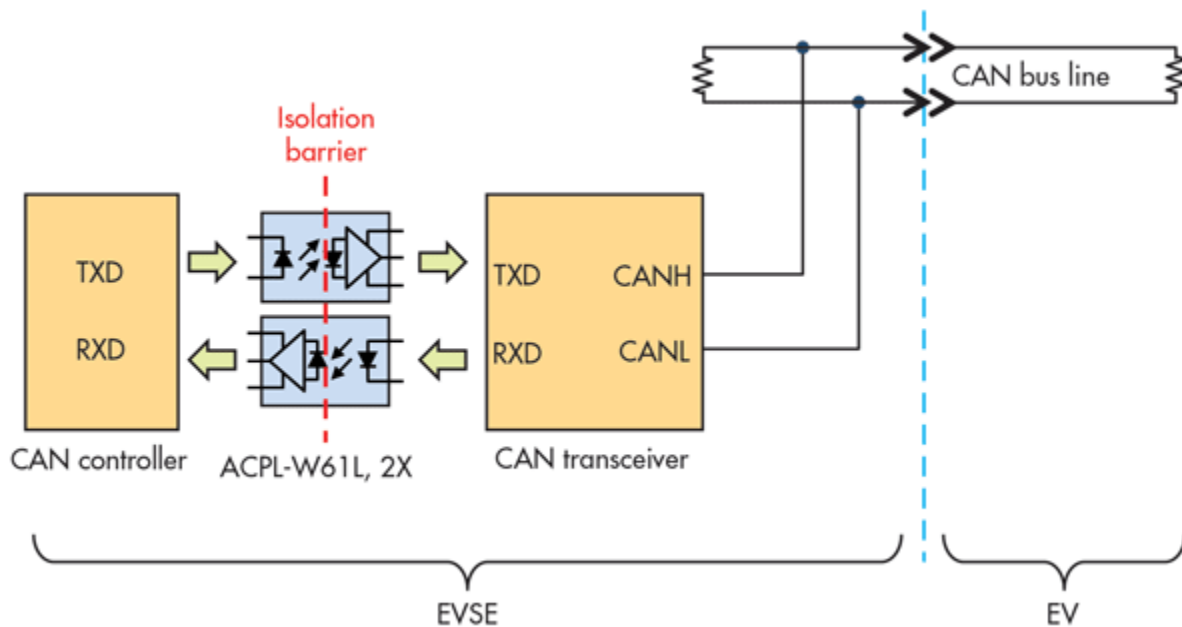 CAN bus line
Isolation
barrier
TXD
RXD
TXD
CANH
RXD
CANL
CAN controller
ACPL-W61L, 2X
CAN transceiver
EVSE
EV